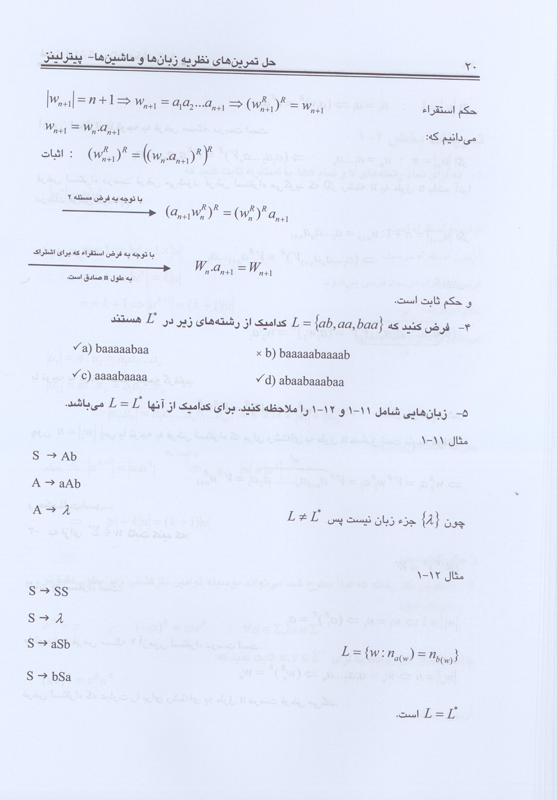 ۲۰ حل تمرین‌های نظریه زبان‌ها و ماشین‌ها- پیترلینز
حکم استقراء |w_{n+1}| = n+1 ⇒ w_{n+1} = a_1a_2...a_{n+1} ⇒ (w_{n+1}^R)^R = w_{n+1}
می‌دانیم که: w_{n+1} = w_n.a_{n+1}
اثبات : (w_{n+1}^R)^R = ((w_n.a_{n+1})^R)^R
با توجه به فرض مسئله ۲
(a_{n+1}w_n^R)^R = (w_n^R)^R a_{n+1}
با توجه به فرض استقراء که برای اشتراک
به طول n صادق است.
W_n.a_{n+1} = W_{n+1}
و حکم ثابت است.
۴- فرض کنید که L = {ab,aa,baa} کدامیک از رشته‌های زیر در L* هستند
✓a) baaaaabaa × b) baaaaabaaaab
✓c) aaaabaaaa ✓d) abaabaaabaa
۵- زبان‌هایی شامل ۱۱-۱ و ۱۲-۱ را ملاحظه کنید. برای کدامیک از آنها L = L* می‌باشد.
مثال ۱۱-۱
S → Ab
A → aAb
A → λ
چون {λ} جزء زبان نیست پس L ≠ L*
مثال ۱۲-۱
S → SS
S → λ
S → aSb
L = {w : n_{a(w)} = n_{b(w)}}
S → bSa
L = L* است.